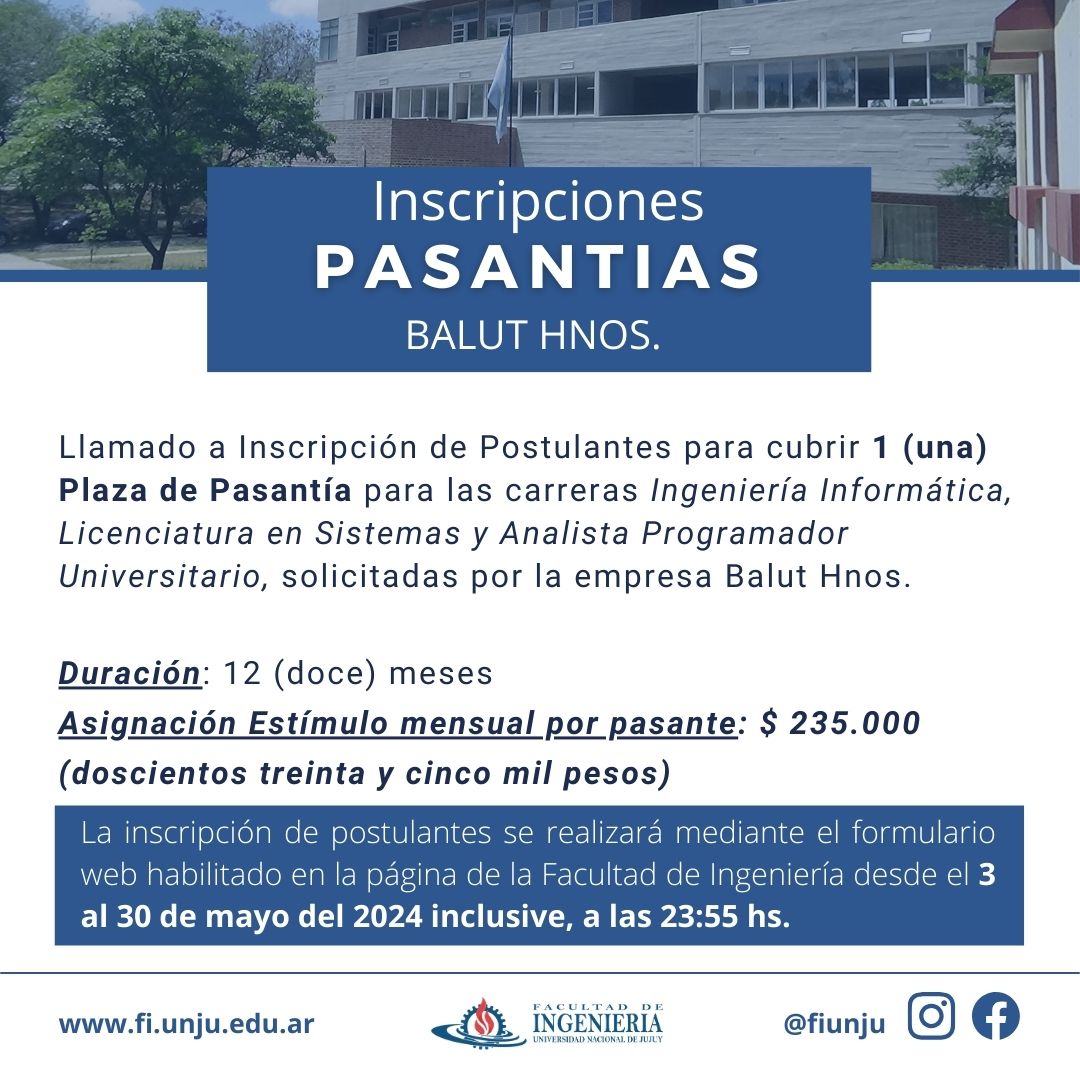 Inscripciones
PASANTIAS
BALUT HNOS.
Llamado a Inscripción de Postulantes para cubrir 1 (una)
Plaza de Pasantía para las carreras Ingeniería Informática,
Licenciatura en Sistemas y Analista Programador
Universitario, solicitadas por la empresa Balut Hnos.
Duración: 12 (doce) meses
Asignación Estímulo mensual por pasante: $ 235.000
(doscientos treinta y cinco mil pesos)
La inscripción de postulantes se realizará mediante el formulario
web habilitado en la página de la Facultad de Ingeniería desde el 3
al 30 de mayo del 2024 inclusive, a las 23:55 hs.
www.fi.unju.edu.ar
FACULTAD DE
INGENIERIA
UNIVERSIDAD NACIONAL DE JUJUY
@fiunju